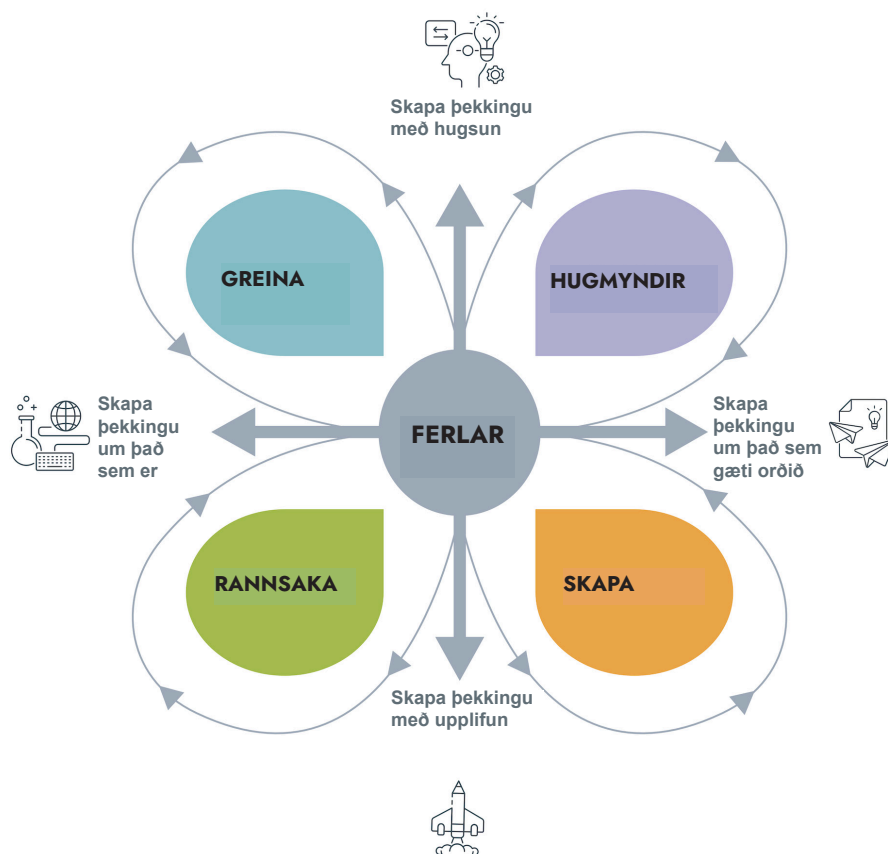 Skapa þekkingu
með hugsun
GREINA
HUGMYNDIR
Skapa
þekkingu
um það
sem er
FERLAR
Skapa
þekkingu
um það sem
gæti orðið
RANNSAKA
SKAPA
Skapa þekkingu
með upplifun